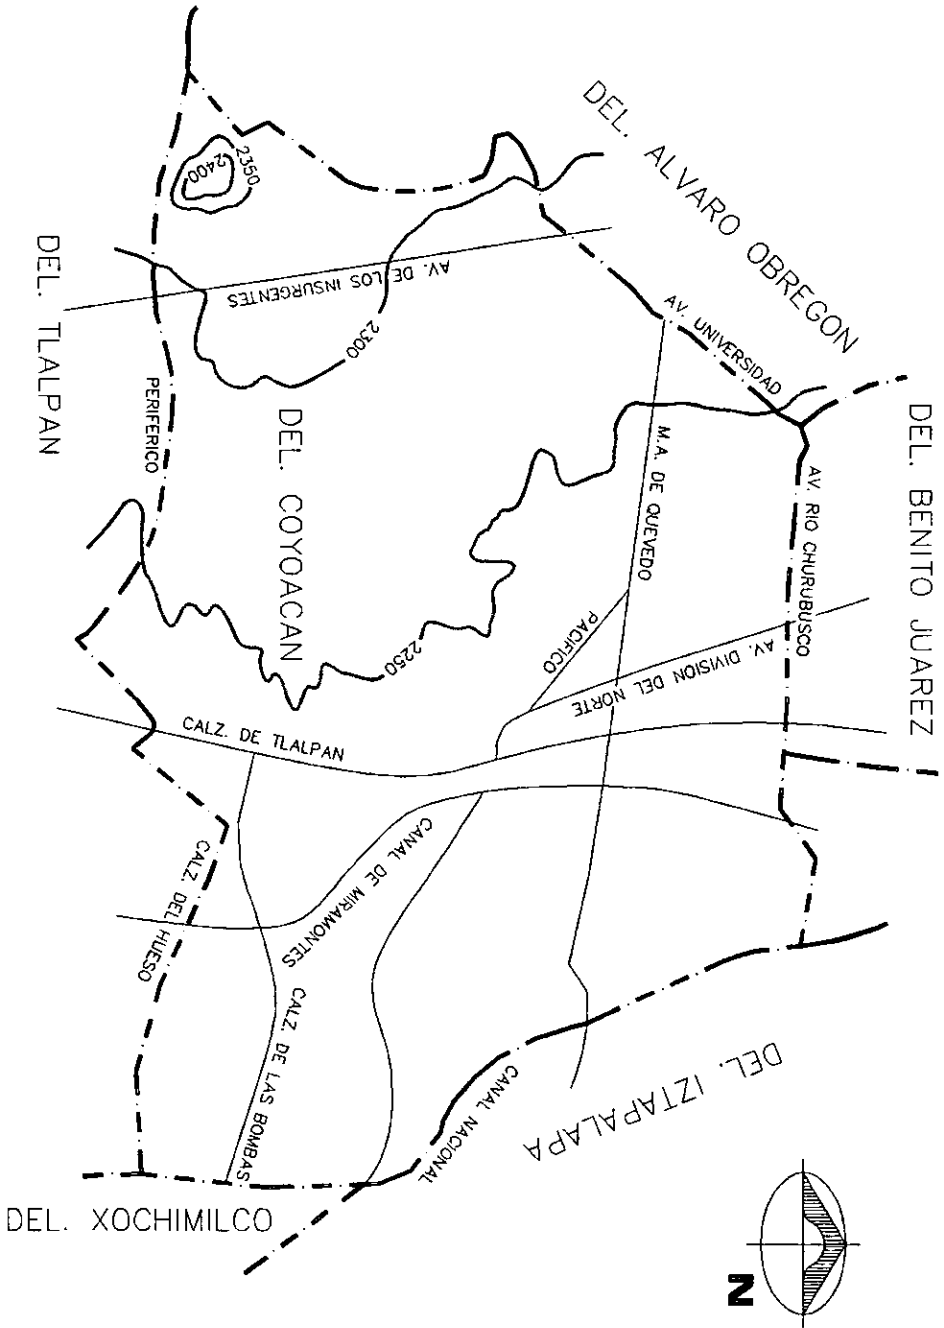 DEL. ALVARO OBREGON
DEL. TLALPAN
DEL. COYOACAN
DEL. BENITO JUAREZ
DEL. IZTAPALAPA
DEL. XOCHIMILCO
2350
2400
AV. DE LOS INSURGENTES
2300
PERIFERICO
AV. UNIVERSIDAD
M.A. DE QUEVEDO
AV. RIO CHURUBUSCO
PACIFICO
AV. DIVISION DEL NORTE
2250
CALZ. DE TLALPAN
CANAL DE MIRAMONTES
CALZ. DEL HUESO
CALZ. DE LAS BOMBAS
CANAL NACIONAL
N